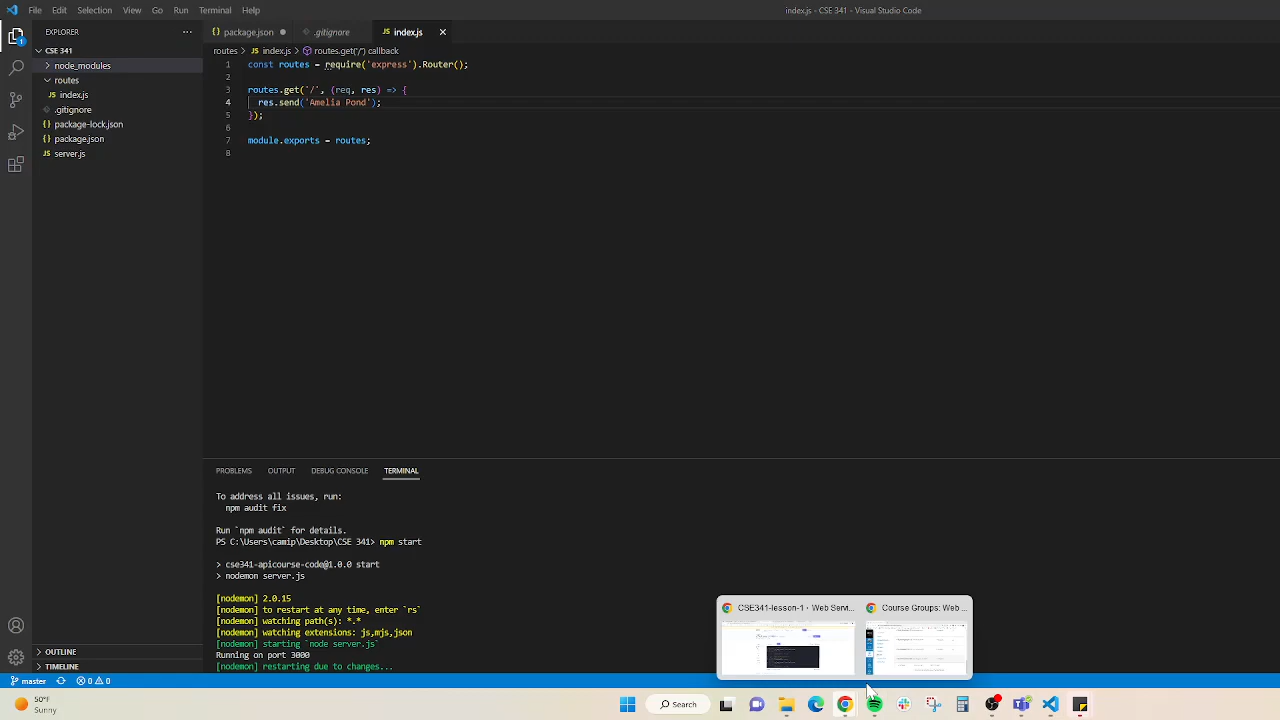 File Edit Selection View Go Run Terminal Help
index.js - CSE 341 - Visual Studio Code
EXPLORER
package.json
.gitignore
index.js
CSE 341
routes > index.js > routes.get('/') callback
node_modules
routes
index.js
.gitignore
package-lock.json
package.json
server.js
1 const routes = require('express').Router();
2
3 routes.get('/', (req, res) => {
4 res.send('Amelia Pond');
5 });
6
7 module.exports = routes;
8
PROBLEMS OUTPUT DEBUG CONSOLE TERMINAL
To address all issues, run:
npm audit fix
Run `npm audit` for details.
PS C:\Users\camip\Desktop\CSE 341> npm start
> cse341-apicourse-code@1.0.0 start
> nodemon server.js
[nodemon] 2.0.15
[nodemon] to restart at any time, enter `rs`
[nodemon] watching path(s): *.*
[nodemon] watching extensions: js,mjs,json
[nodemon] starting `node server.js`
Running on port 3000
[nodemon] restarting due to changes...
CSE341-lesson-1 • Web Serv...
Course Groups: Web ...
OUTLINE
TIMELINE
master 0 0
1
50°F
Sunny
Search